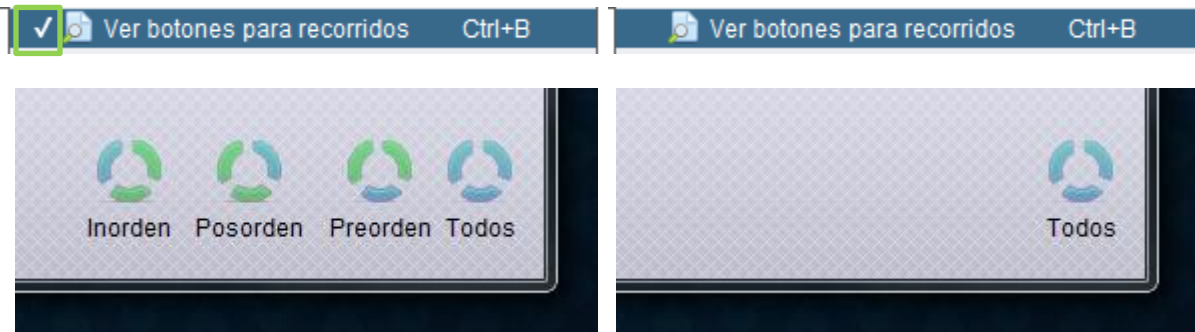 Ver botones para recorridos Ctrl+B
Ver botones para recorridos Ctrl+B
Inorden Posorden Preorden Todos
Todos